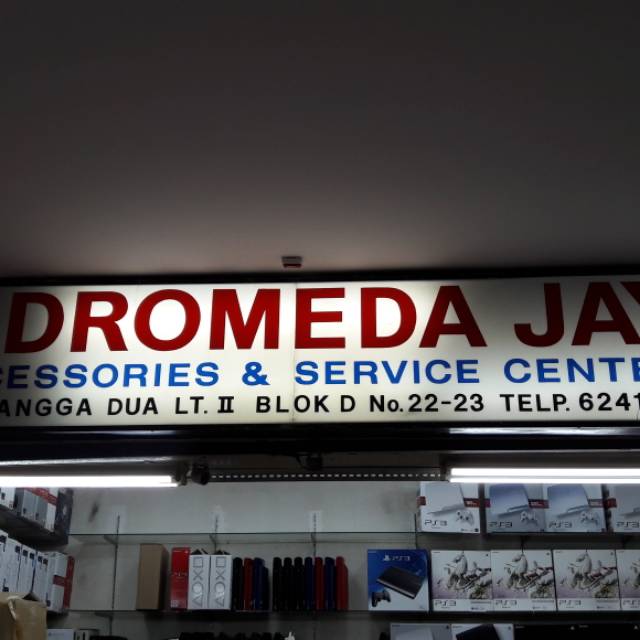 DROMEDA JAY
CESSORIES & SERVICE CENTE
ANGGA DUA LT. II BLOK D No.22-23 TELP. 6241
PS3 PS3 PS3
PS3
PS3 PS3 PS3 PS3